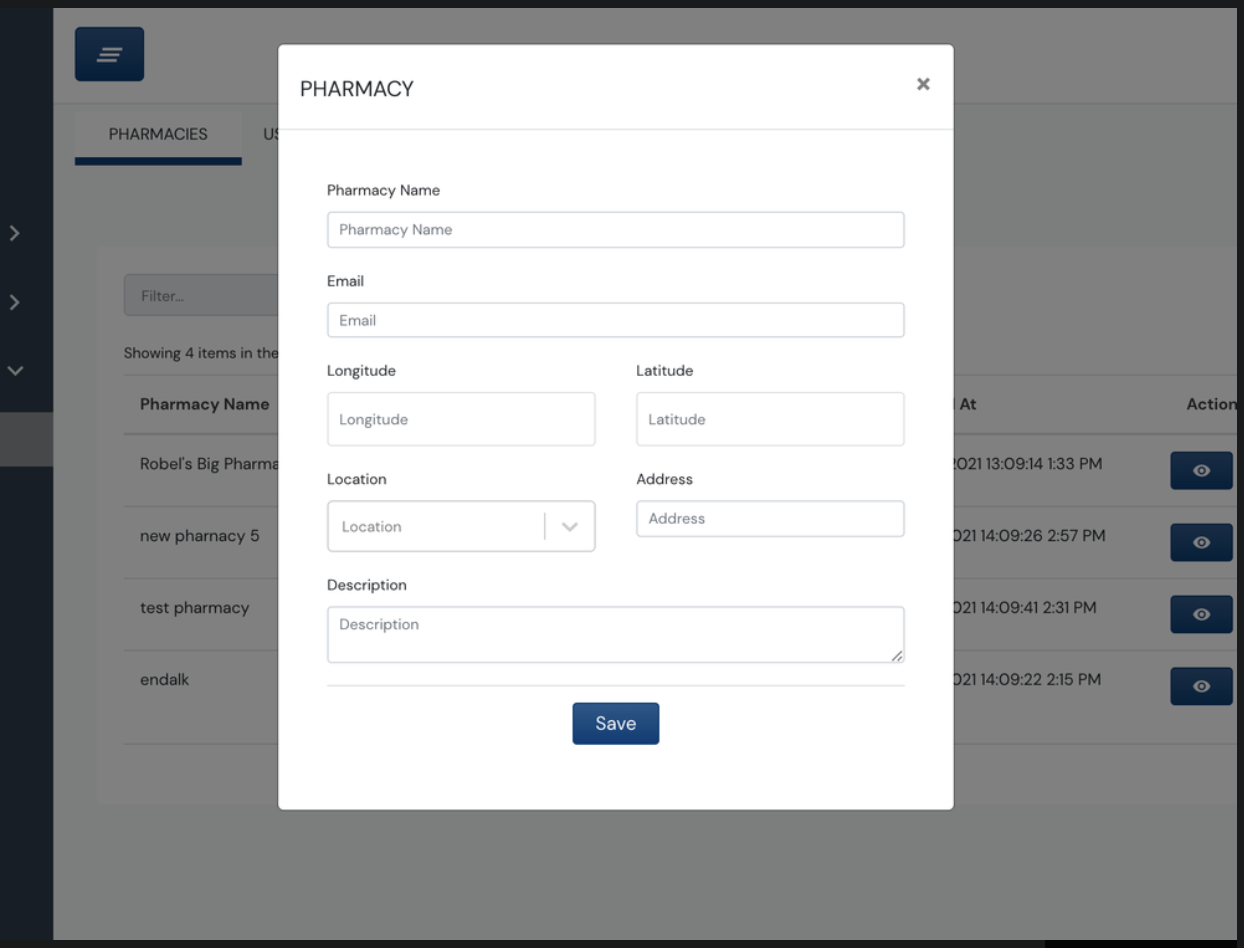 PHARMACY
PHARMACIES
Pharmacy Name
Pharmacy Name
Filter...
Email
Email
Showing 4 items in the
Longitude Latitude
Longitude Latitude
Pharmacy Name At Action
Robel's Big Pharma 2021 13:09:14 1:33 PM
Location Address
Location Address
new pharnacy 5 021 14:09:26 2:57 PM
Description
Description
test pharmacy 021 14:09:41 2:31 PM
endalk 021 14:09:22 2:15 PM
Save